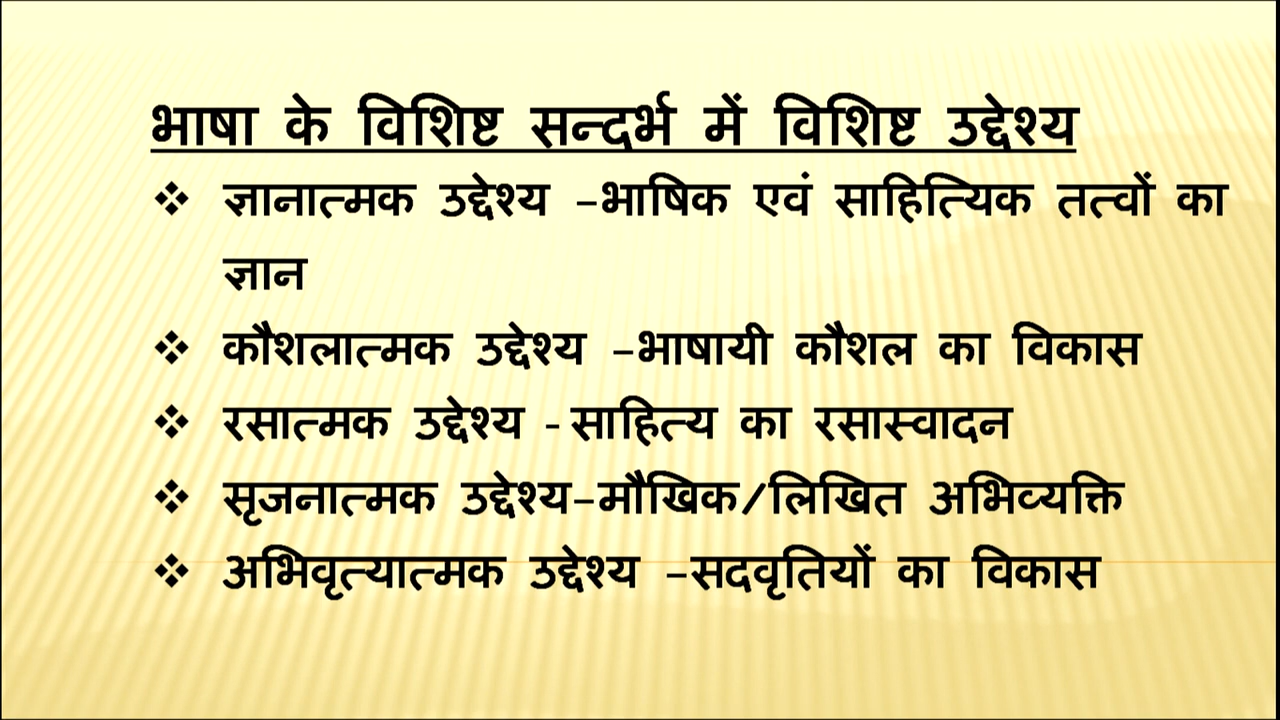 भाषा के विशिष्ट सन्दर्भ में विशिष्ट उद्देश्य
❖ ज्ञानात्मक उद्देश्य –भाषिक एवं साहित्यिक तत्वों का
ज्ञान
❖ कौशलात्मक उद्देश्य –भाषायी कौशल का विकास
❖ रसात्मक उद्देश्य - साहित्य का रसास्वादन
❖ सृजनात्मक उद्देश्य–मौखिक/लिखित अभिव्यक्ति
❖ अभिवृत्यात्मक उद्देश्य –सदवृतियों का विकास